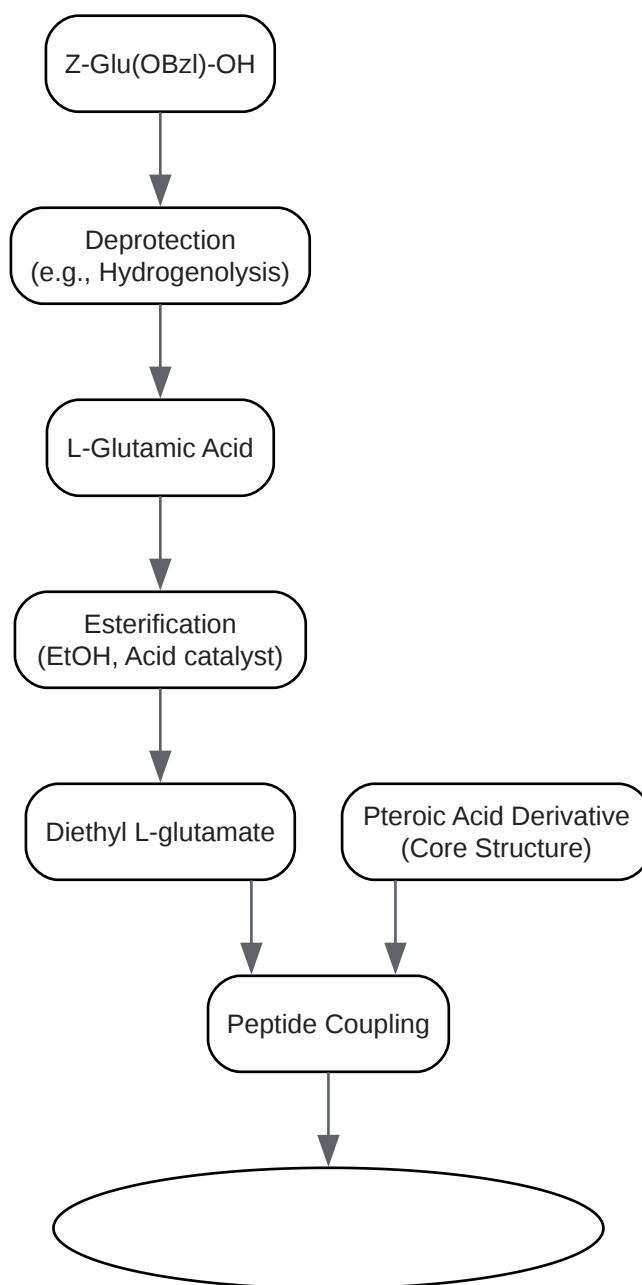 Z-Glu(OBzl)-OH
Deprotection
(e.g., Hydrogenolysis)
L-Glutamic Acid
Esterification
(EtOH, Acid catalyst)
Diethyl L-glutamate
Pteroic Acid Derivative
(Core Structure)
Peptide Coupling